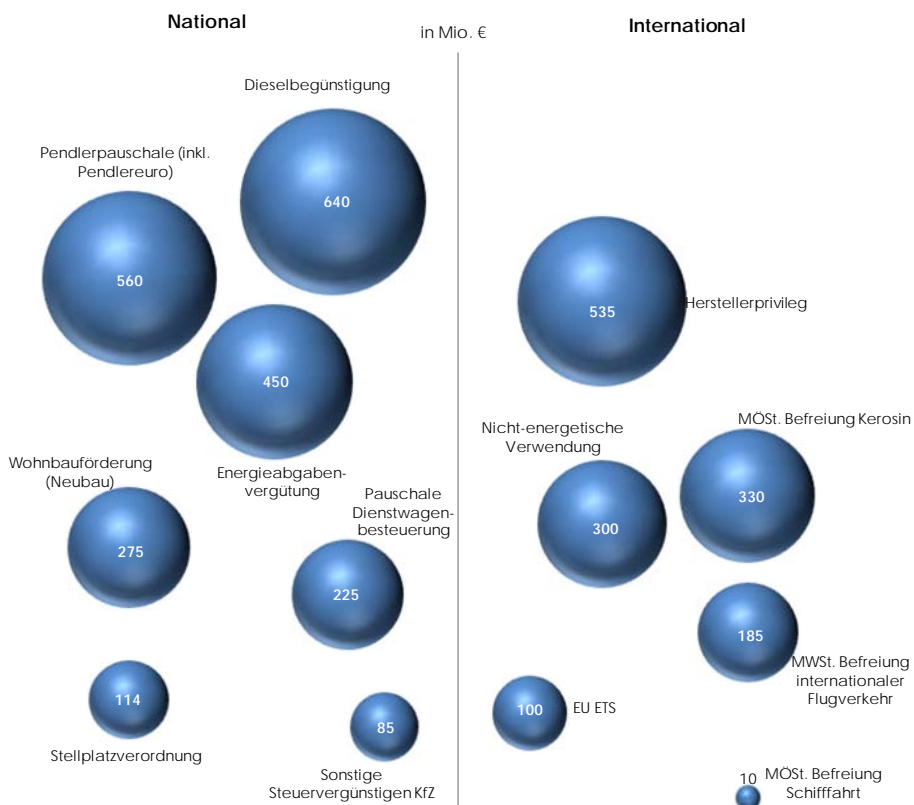 National
in Mio. €
International
Dieselbegünstigung
640
Pendlerpauschale (inkl.
Pendlereuro)
560
450
Energieabgaben-
vergütung
Wohnbauförderung
(Neubau)
275
Pauschale
Dienstwagen-
besteuerung
225
114
Stellplatzverordnung
85
Sonstige
Steuervergünstigen KfZ
535
Herstellerprivileg
Nicht-energetische
Verwendung
300
MÖSt. Befreiung Kerosin
330
185
MWSt. Befreiung
internationaler
Flugverkehr
100
EU ETS
10
MÖSt. Befreiung
Schifffahrt